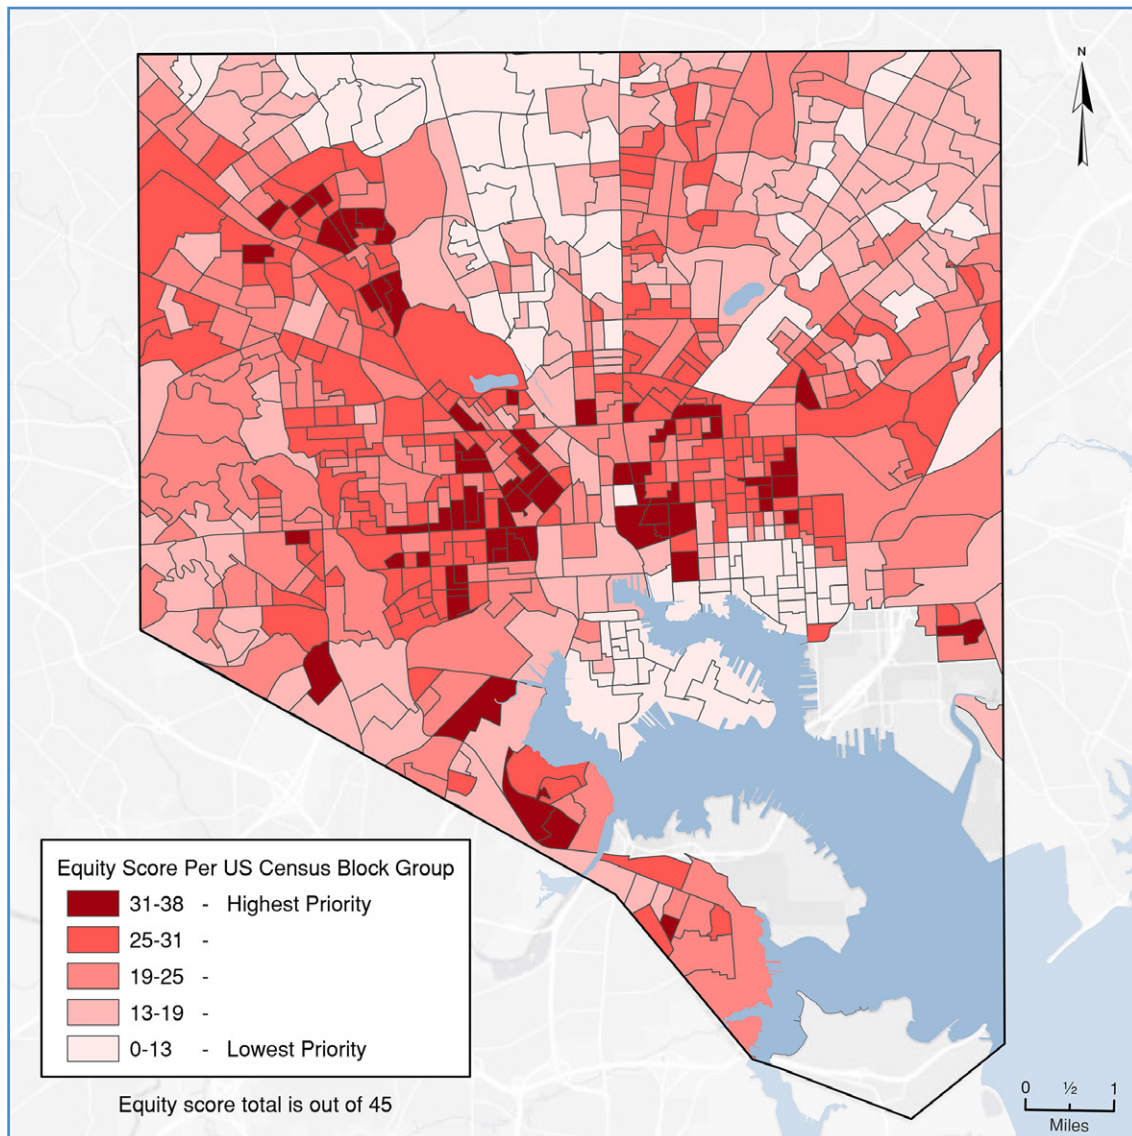 N
Equity Score Per US Census Block Group
31-38 - Highest Priority
25-31 -
19-25 -
13-19 -
0-13 - Lowest Priority
Equity score total is out of 45
0 ½ 1
Miles